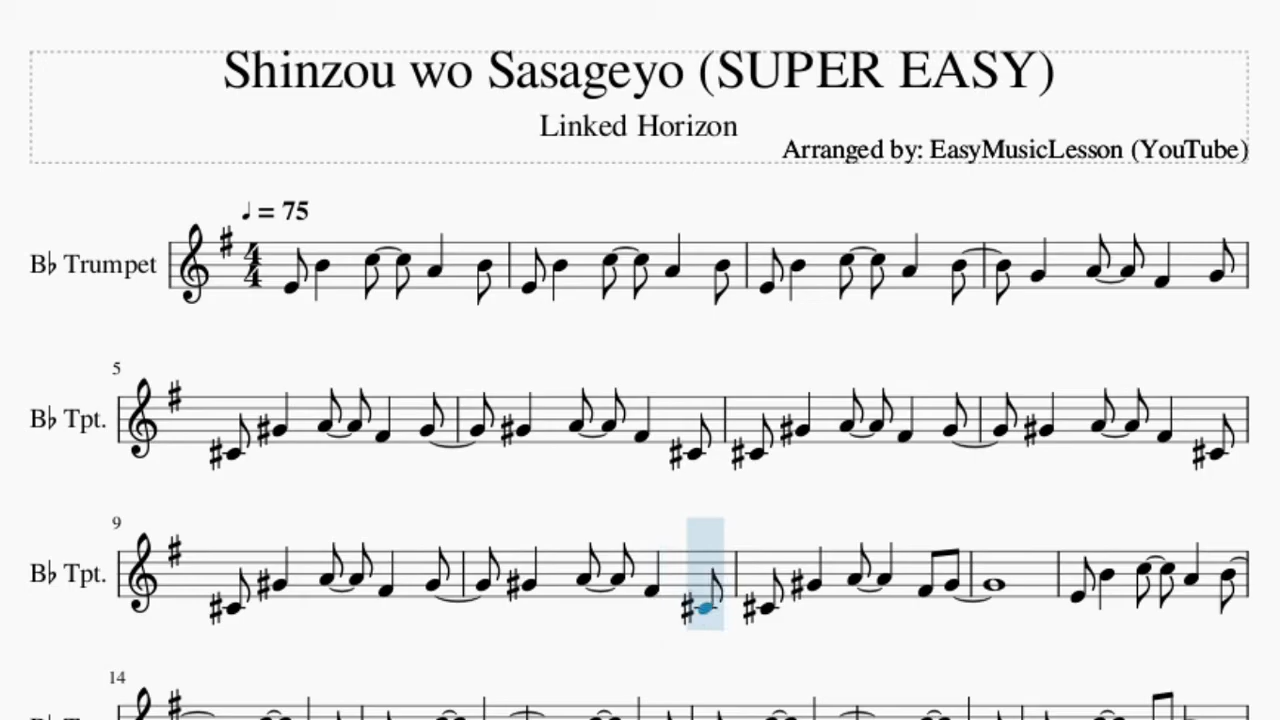 Shinzou wo Sasageyo (SUPER EASY)
Linked Horizon
Arranged by: EasyMusicLesson (YouTube)
♩ = 75
B♭ Trumpet
4
4
5
B♭ Tpt.
9
B♭ Tpt.
14